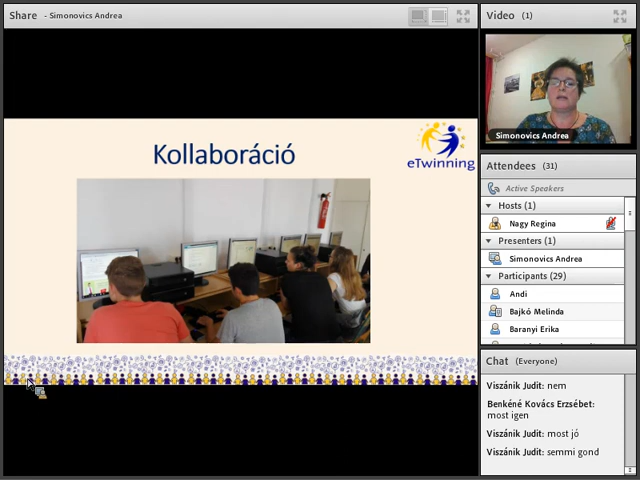 Share - Simonovics Andrea
Kollaboráció
eTwinning
Video (1)
Simonovics Andrea
Attendees (31)
Active Speakers
Hosts (1)
Nagy Regina
Presenters (1)
Simonovics Andrea
Participants (29)
Andi
Bajkó Melinda
Baranyi Erika
Chat (Everyone)
Viszánik Judit: nem
Benkéné Kovács Erzsébet:
most igen
Viszánik Judit: most jó
Viszánik Judit: semmi gond